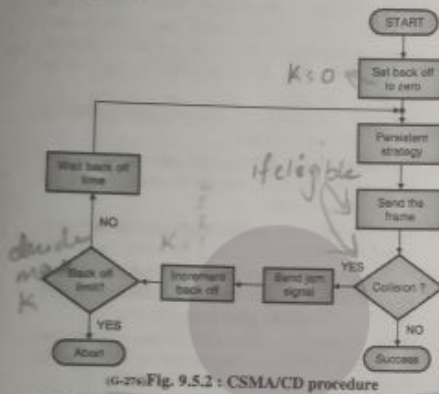 START
K = 0
Set back off
to zero
Persistent
strategy
Wait back off
time
if eligible
Send the
frame
NO
K
Back off
limit?
Increment
back off
Send jam
signal
YES
Collision ?
YES
NO
Abort
Success
(G-276) Fig. 9.5.2 : CSMA/CD procedure